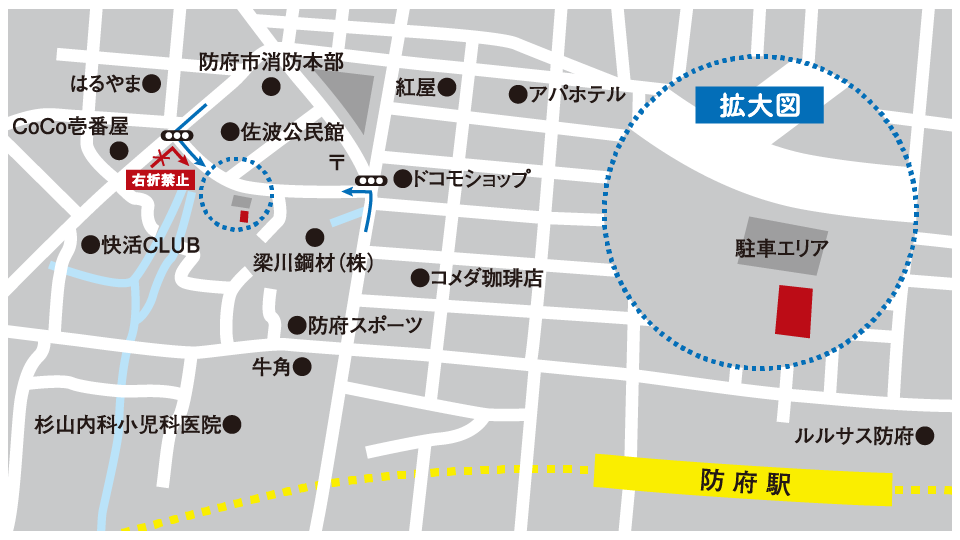 防府市消防本部
はるやま
紅屋
アパホテル
拡大図
CoCo壱番屋
佐波公民館
〒
右折禁止
ドコモショップ
快活CLUB
梁川鋼材（株）
駐車エリア
コメダ珈琲店
防府スポーツ
牛角
杉山内科小児科医院
ルルサス防府
防府駅